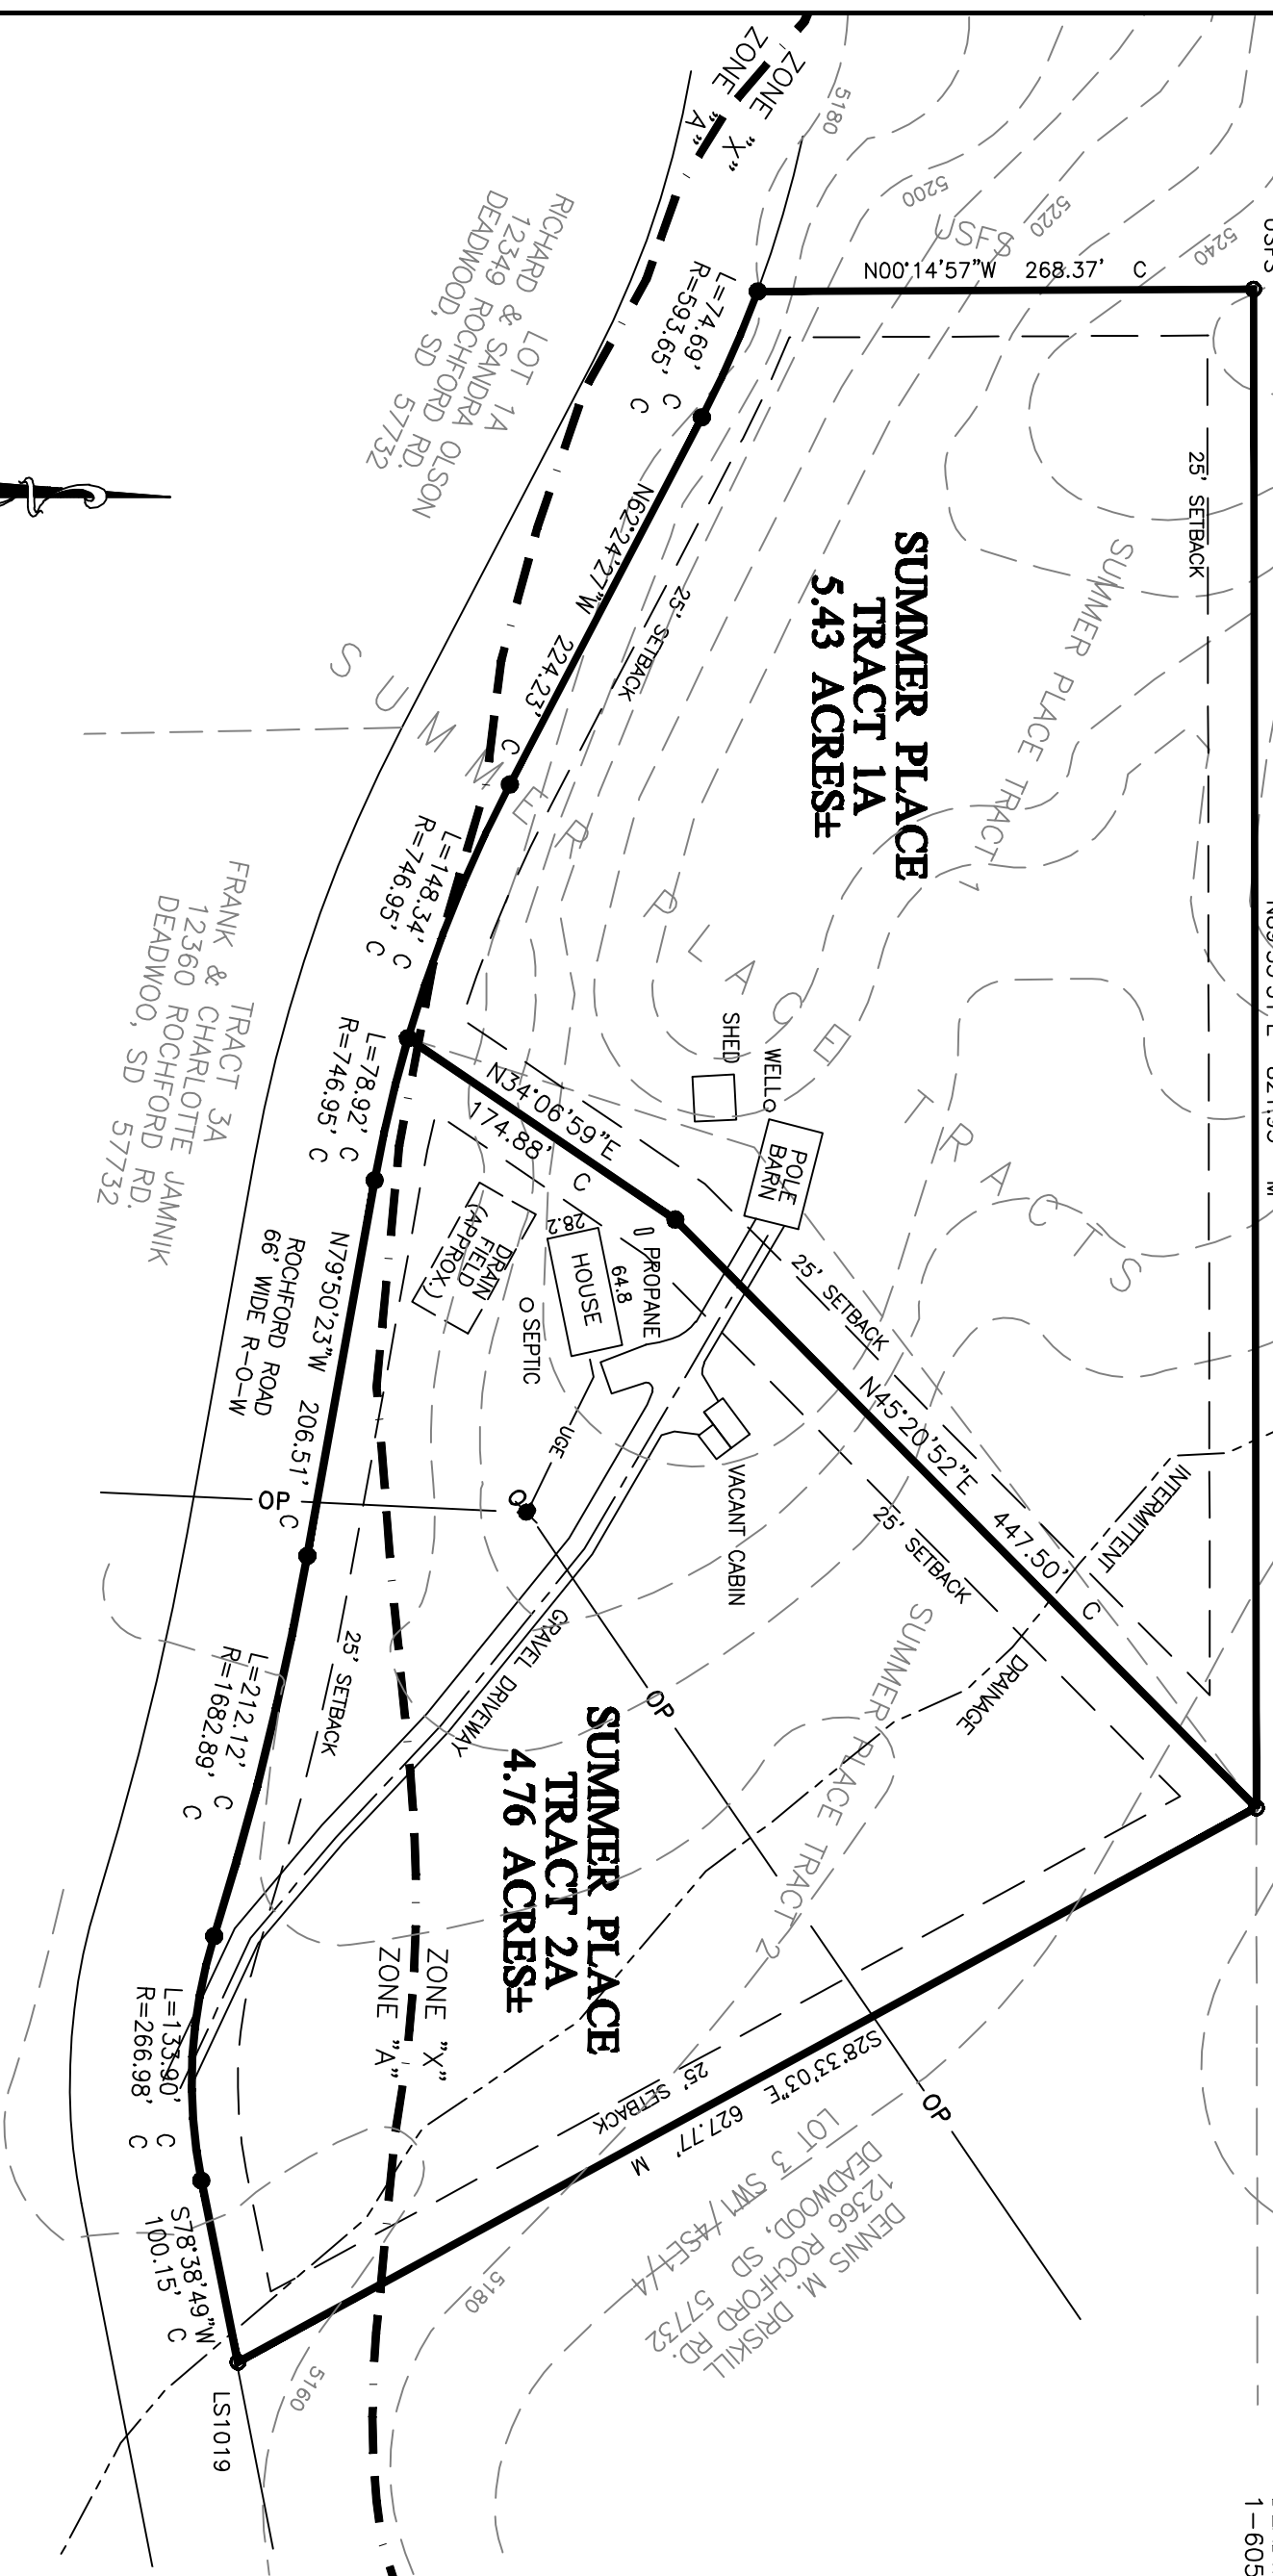 ZONE "X"
ZONE "A"
5180
5200
USFS
5220
5240
N00°14'57"W 268.37' C
L=74.69' C
R=593.65' C
LOT 1A
RICHARD & SANDRA OLSON
12349 ROCHFORD RD.
DEADWOOD, SD 57732
25' SETBACK
SUMMER PLACE
TRACT 1A
5.43 ACRES±
SUMMER PLACE TRACT 1
N62°24'27"W 224.23' C
25' SETBACK
SUMMER PLACE TRACTS
L=148.34' C
R=746.95' C
TRACT 3A
FRANK & CHARLOTTE JAMNIK
12360 ROCHFORD RD.
DEADWOO, SD 57732
L=78.92' C
R=746.95' C
N34°06'59"E
174.88' C
SHED
WELL
POLE
BARN
28.2
HOUSE
64.8
PROPANE
DRAIN
FIELD
(APPROX.)
SEPTIC
UGE
VACANT CABIN
25' SETBACK
N45°20'52"E 447.50' C
25' SETBACK
INTERMITTENT
DRAINAGE
N79°50'23"W 206.51' C
ROCHFORD ROAD
66' WIDE R-O-W
OP
OP
OP
GRAVEL DRIVEWAY
25' SETBACK
L=212.12' C
R=1682.89' C
SUMMER PLACE
TRACT 2A
4.76 ACRES±
SUMMER PLACE TRACT 2
ZONE "X"
ZONE "A"
L=133.90' C
R=266.98' C
S78°38'49"W
100.15' C
S28°33'03"E 627.77' M
25' SETBACK
LOT 3 SW1/4SE1/4
DENNIS M. DRISKILL
12366 ROCHFORD RD.
DEADWOOD, SD 57732
5180
5160
LS1019
1-605